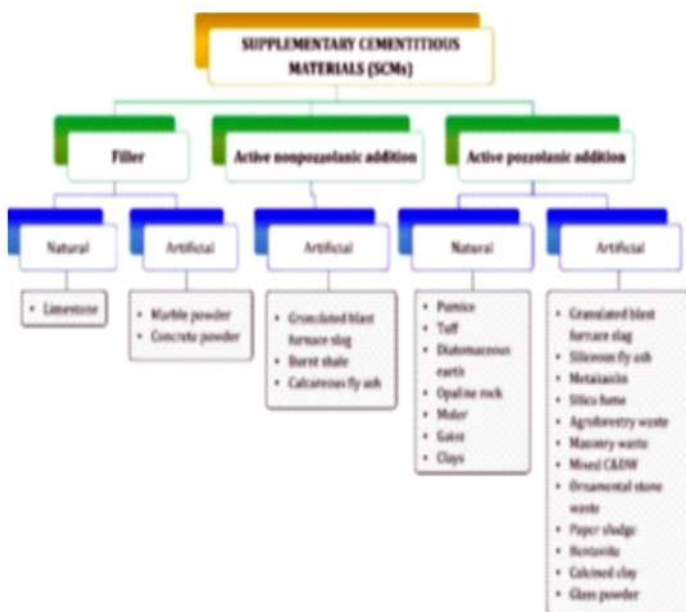 SUPPLEMENTARY CEMENTITIOUS
MATERIALS (SCMs)
Filler
Active nonpozzolanic addition
Active pozzolanic addition
Natural
Artificial
Artificial
Natural
Artificial
• Limestone
• Marble powder
• Concrete powder
• Granulated blast
furnace slag
• Burnt shale
• Calcareous fly ash
• Pumice
• Tuff
• Diatomaceous
earth
• Opaline rock
• Moler
• Gaize
• Clays
• Granulated blast
furnace slag
• Siliceous fly ash
• Metakaolin
• Silica fume
• Agroforestry waste
• Masonry waste
• Mixed C&DW
• Ornamental stone
waste
• Paper sludge
• Bentonite
• Calcined clay
• Glass powder